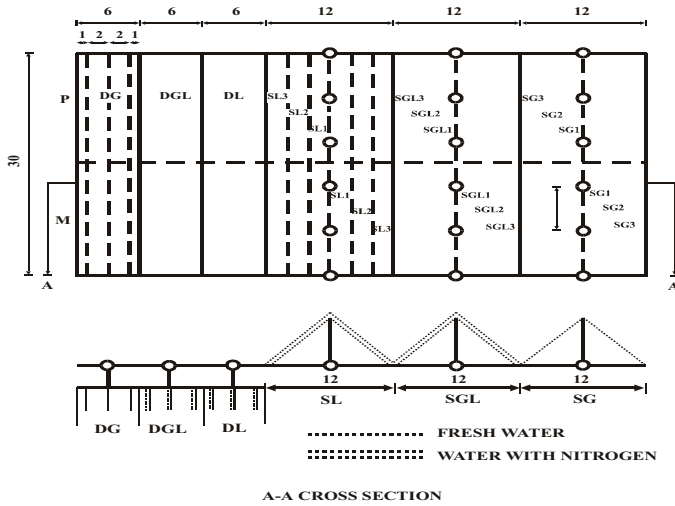 6 6 6 12 12 12
1 2 2 1
P DG DGL DL SL3 SGL3 SG3
SL2 SGL2 SG2
SL1 SGL1 SG1
30
SL1 SGL1 SG1
M SL2 SGL2 SG2
SL3 SGL3 SG3
A A
12 12 12
SL SGL SG
DG DGL DL
FRESH WATER
WATER WITH NITROGEN
A-A CROSS SECTION